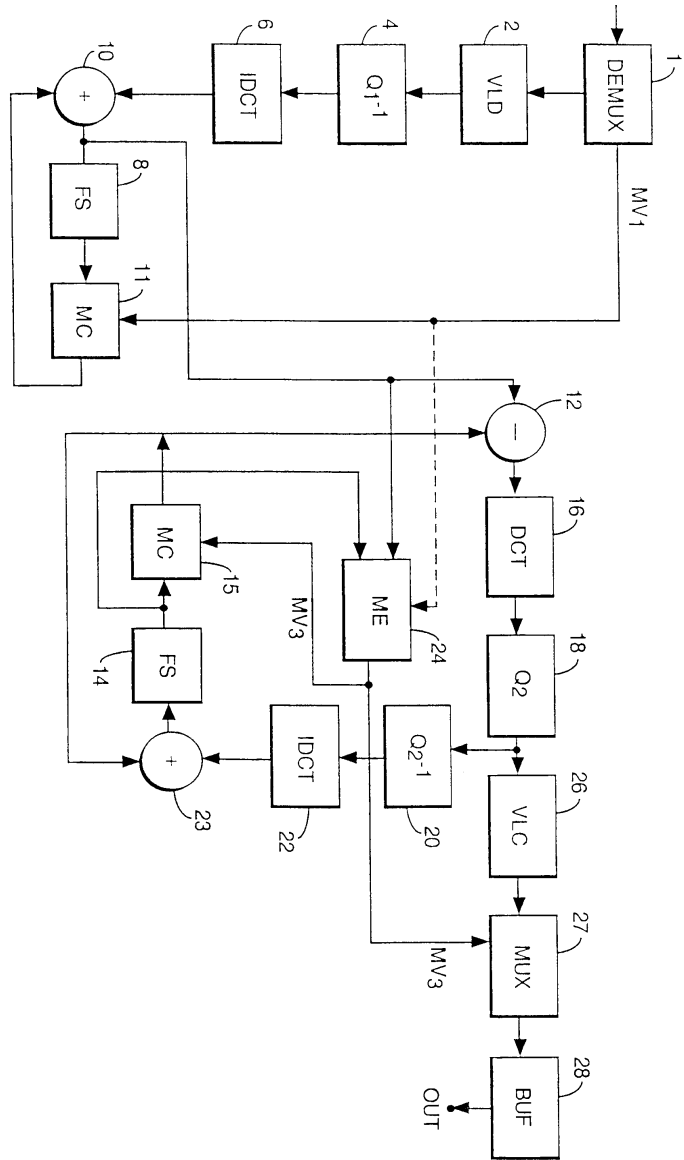 1
DEMUX
MV1
2
VLD
4
Q1-1
6
IDCT
10
+
8
FS
11
MC
12
−
16
DCT
18
Q2
26
VLC
27
MUX
28
BUF
OUT
ME
24
MV3
MV3
MC
15
FS
14
Q2-1
20
IDCT
22
+
23